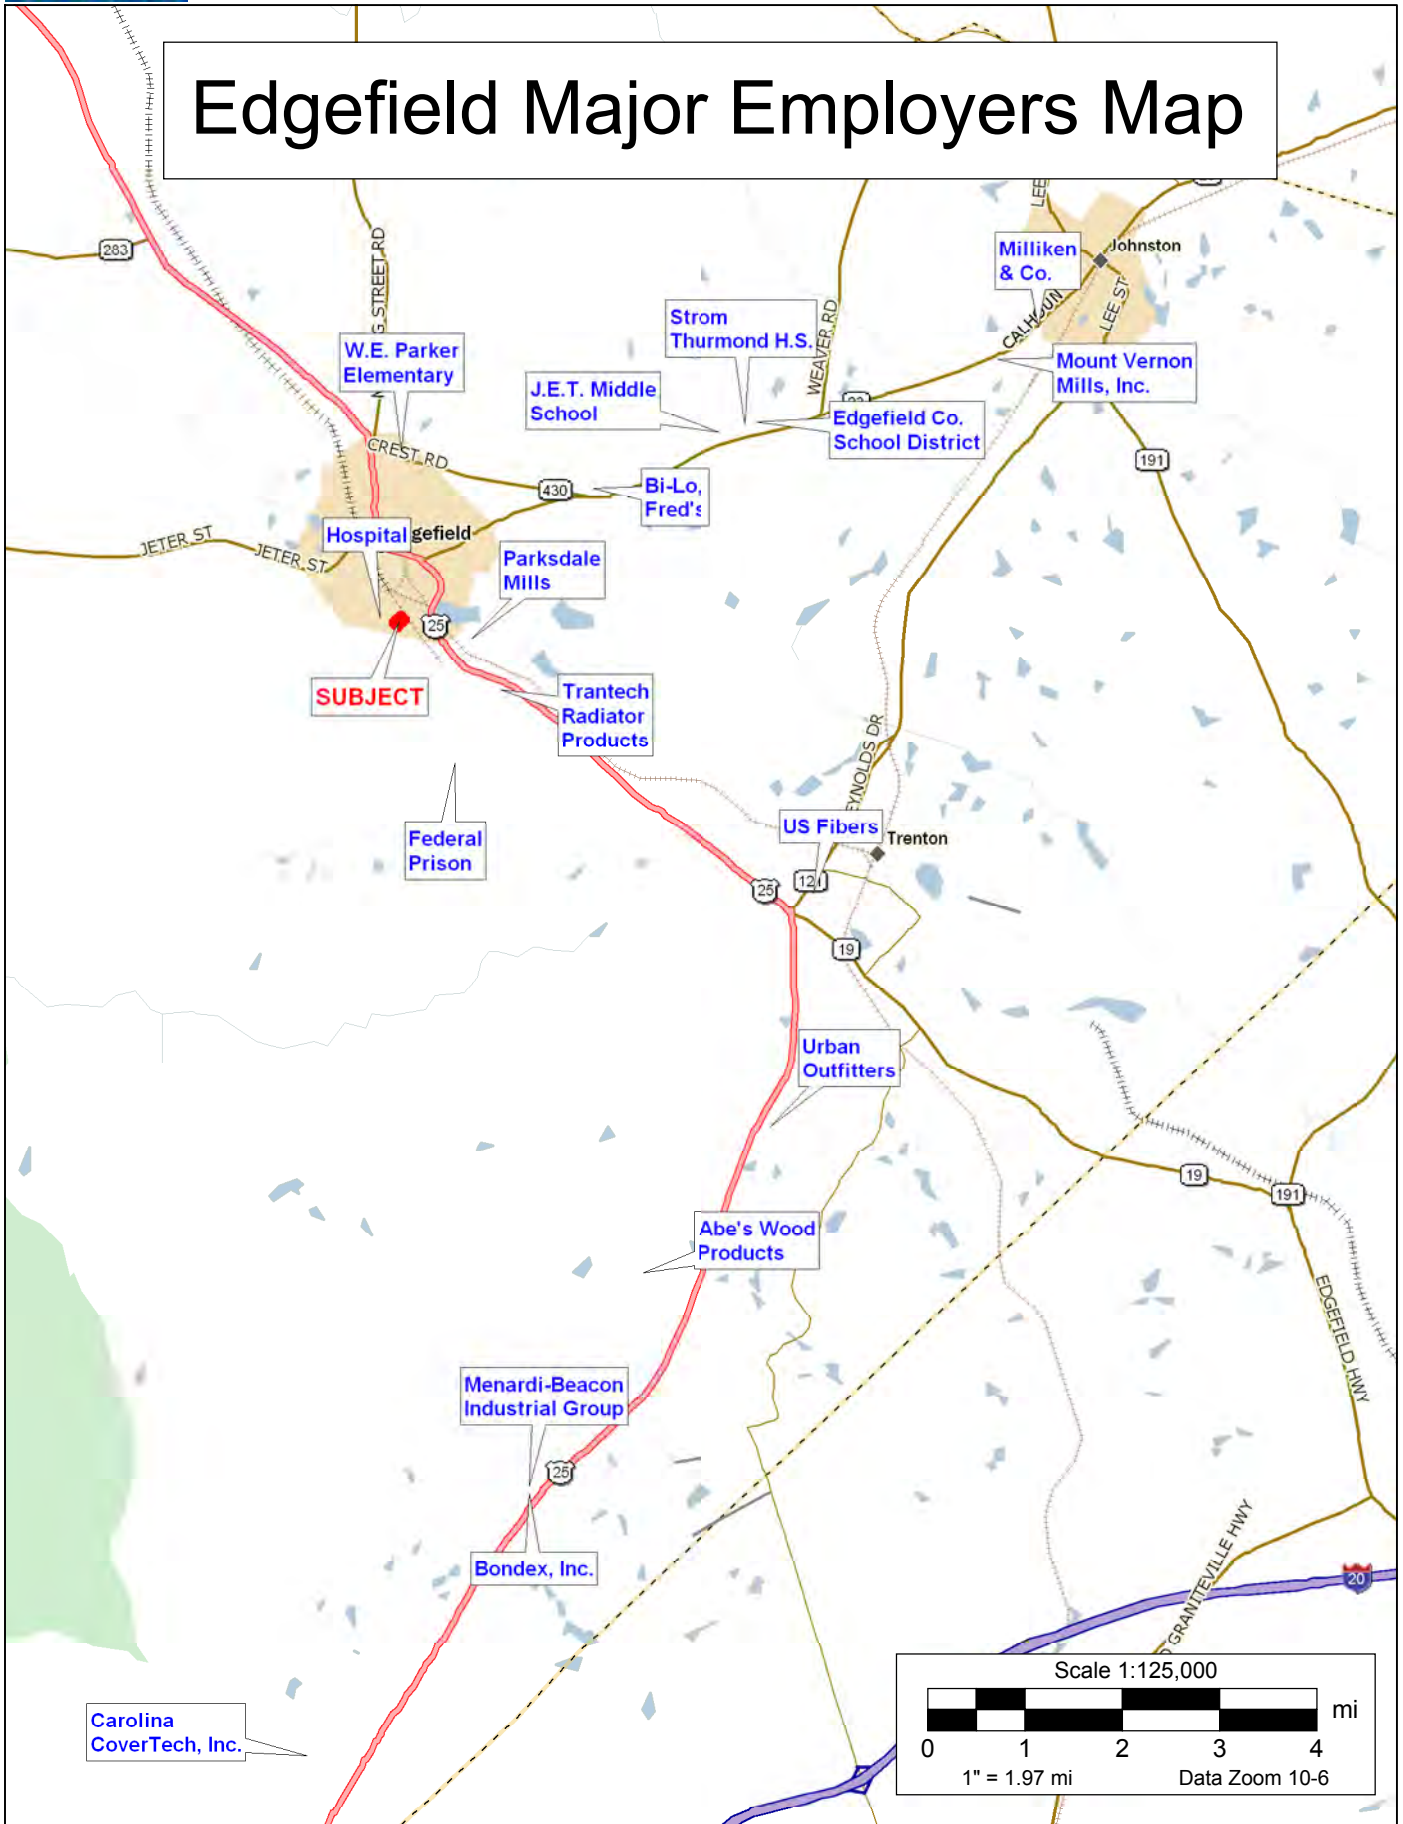 Edgefield Major Employers Map
LEE
283
G STREET RD
Johnston
Milliken
& Co.
CALHOUN
LEE ST
Strom
Thurmond H.S.
WEAVER RD
W.E. Parker
Elementary
Mount Vernon
Mills, Inc.
J.E.T. Middle
School
23
Edgefield Co.
School District
CREST RD
191
430
Bi-Lo,
Fred's
Hospital
gefield
JETER ST
JETER ST
Parksdale
Mills
25
SUBJECT
Trantech
Radiator
Products
EYNOLDS DR
Federal
Prison
US Fibers
Trenton
25
121
19
Urban
Outfitters
19
191
Abe's Wood
Products
EDGEFIELD HWY
Menardi-Beacon
Industrial Group
25
Bondex, Inc.
GRANITEVILLE HWY
20
Carolina
CoverTech, Inc.
Scale 1:125,000
mi
0 1 2 3 4
1" = 1.97 mi Data Zoom 10-6